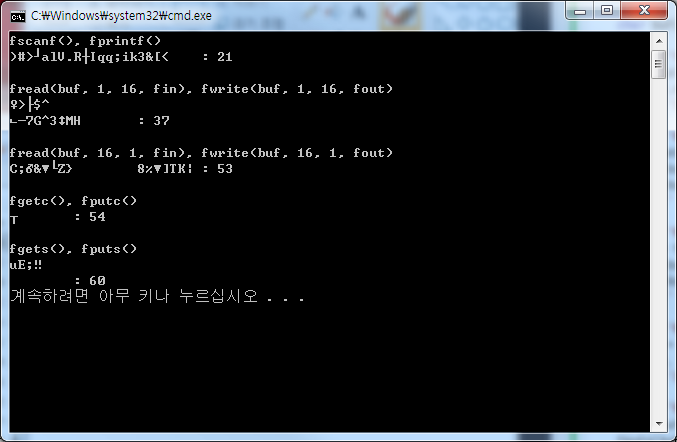 C:\Windows\system32\cmd.exe
fscanf(), fprintf()
)#>┘alV.R╂Iqq;ik3&[<    : 21
fread(buf, 1, 16, fin), fwrite(buf, 1, 16, fout)
♀>├$^
⌙─7G^3↕MH       : 37
fread(buf, 16, 1, fin), fwrite(buf, 16, 1, fout)
C;♂&▼└Z}        8%▼]TK¦ : 53
fgetc(), fputc()
┬       : 54
fgets(), fputs()
uE;‼
        : 60
계속하려면 아무 키나 누르십시오 . . .